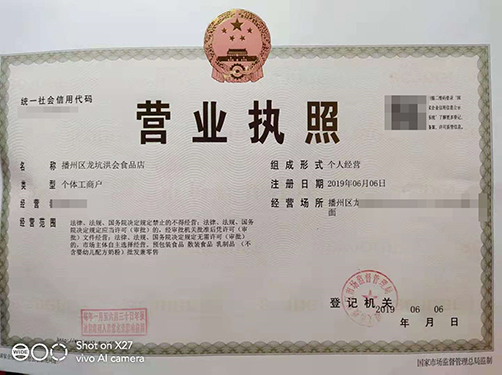 统一社会信用代码
营业执照
名　　称　播州区龙坑洪会食品店
类　　型　个体工商户
经营
经营范围　法律、法规、国务院决定规定禁止的不得经营；法律、法规、国务
院决定规定应当许可（审批）的，经审批机关批准后凭许可（审
批）文件经营；法律、法规、国务院决定规定无需许可（审批）
的，市场主体自主选择经营。预包装食品 散装食品 乳制品 （不
含婴幼儿配方奶粉）批发兼零售
组成形式　个人经营
注册日期　2019年06月06日
经营场所　播州区龙
面
登记机关
2019　06　06
年　月　日
Shot on X27
vivo AI camera
国家市场监督管理总局监制